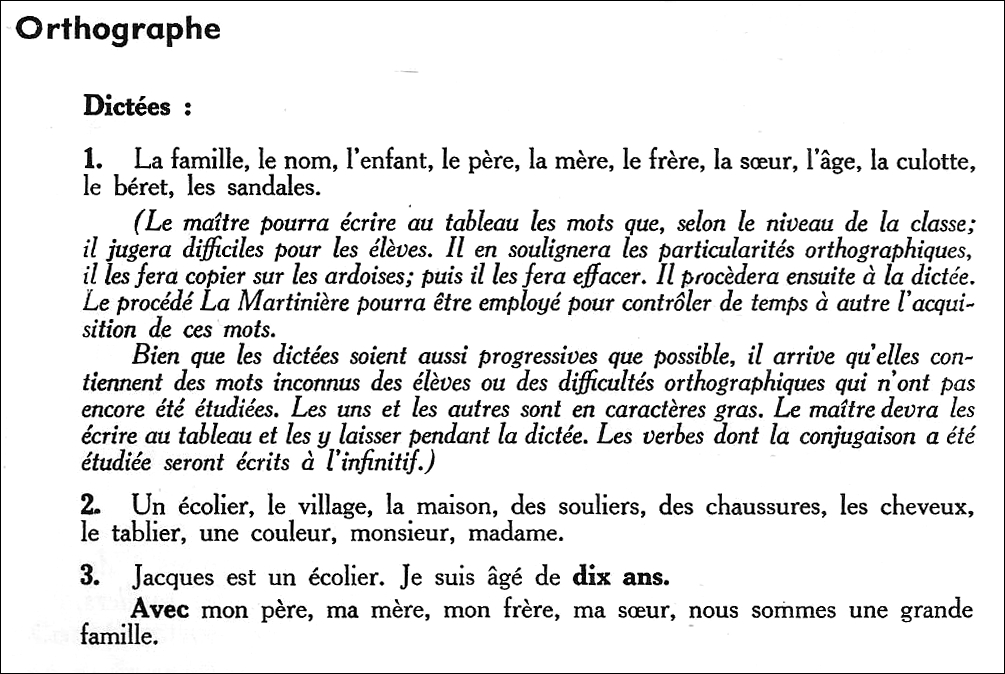 Orthographe
Dictées :
1. La famille, le nom, l'enfant, le père, la mère, le frère, la sœur, l'âge, la culotte,
le béret, les sandales.
(Le maître pourra écrire au tableau les mots que, selon le niveau de la classe;
il jugera difficiles pour les élèves. Il en soulignera les particularités orthographiques,
il les fera copier sur les ardoises; puis il les fera effacer. Il procèdera ensuite à la dictée.
Le procédé La Martinière pourra être employé pour contrôler de temps à autre l'acqui-
sition de ces mots.
Bien que les dictées soient aussi progressives que possible, il arrive qu'elles con-
tiennent des mots inconnus des élèves ou des difficultés orthographiques qui n'ont pas
encore été étudiées. Les uns et les autres sont en caractères gras. Le maître devra les
écrire au tableau et les y laisser pendant la dictée. Les verbes dont la conjugaison a été
étudiée seront écrits à l'infinitif.)
2. Un écolier, le village, la maison, des souliers, des chaussures, les cheveux,
le tablier, une couleur, monsieur, madame.
3. Jacques est un écolier. Je suis âgé de dix ans.
Avec mon père, ma mère, mon frère, ma sœur, nous sommes une grande
famille.